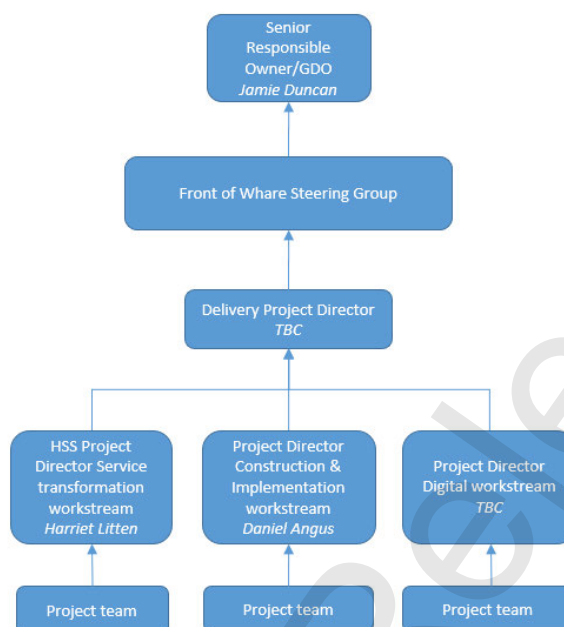 Senior
Responsible
Owner/GDO
Jamie Duncan
Front of Whare Steering Group
Delivery Project Director
TBC
HSS Project
Director Service
transformation
workstream
Harriet Litten
Project Director
Construction &
Implementation
workstream
Daniel Angus
Project Director
Digital workstream
TBC
Project team
Project team
Project team